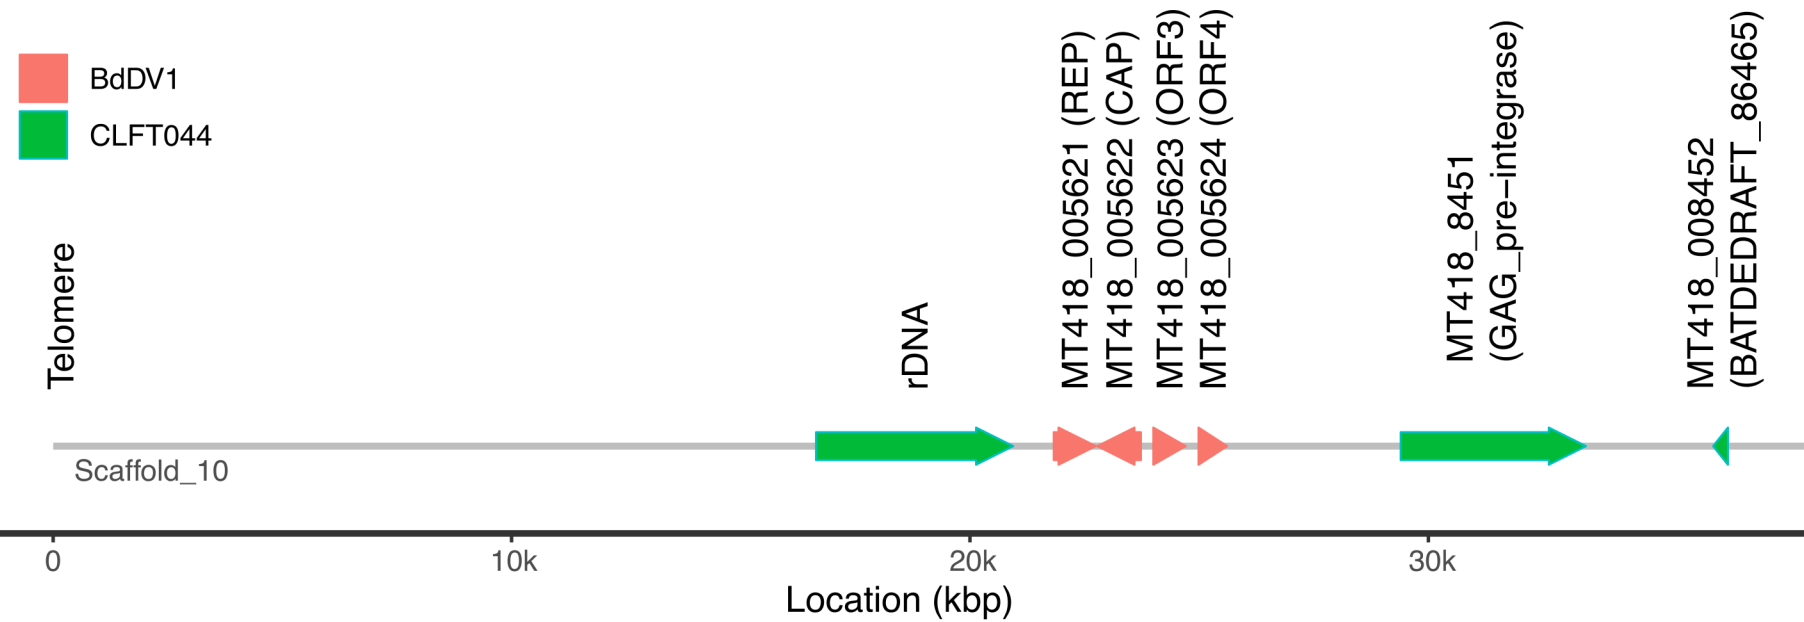 BdDV1
CLFT044
Telomere
rDNA
MT418_005621 (REP)
MT418_005622 (CAP)
MT418_005623 (ORF3)
MT418_005624 (ORF4)
MT418_8451
(GAG_pre−integrase)
MT418_008452
(BATDEDRAFT_86465)
Scaffold_10
0
10k
20k
30k
Location (kbp)